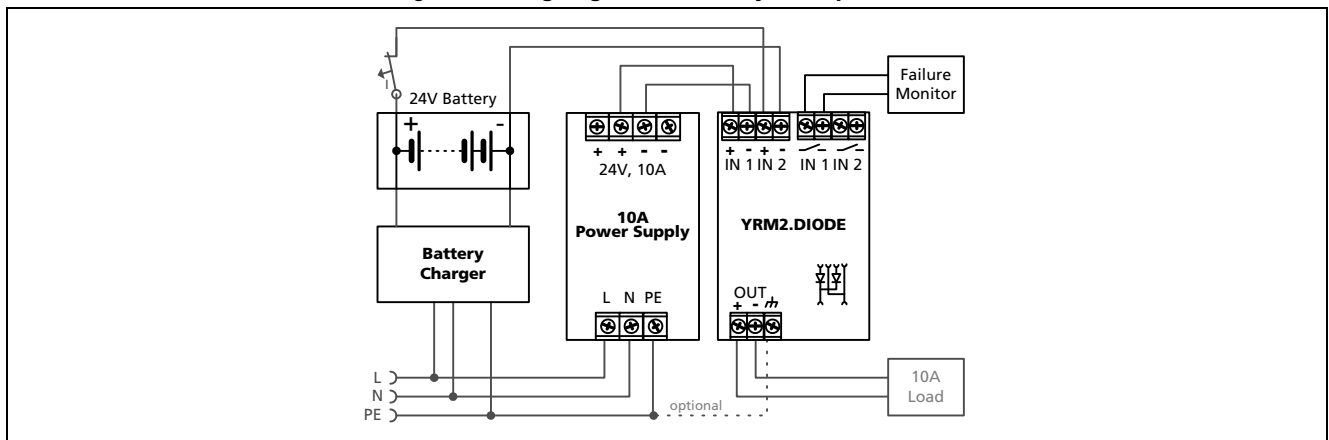 Failure
Monitor
24V Battery
+ -
+ + - -
24V, 10A
+ - + -
IN 1 IN 2
IN 1 IN 2
10A
Power Supply
YRM2.DIODE
Battery
Charger
L N PE
OUT
+ -
L
N
PE
optional
10A
Load
I